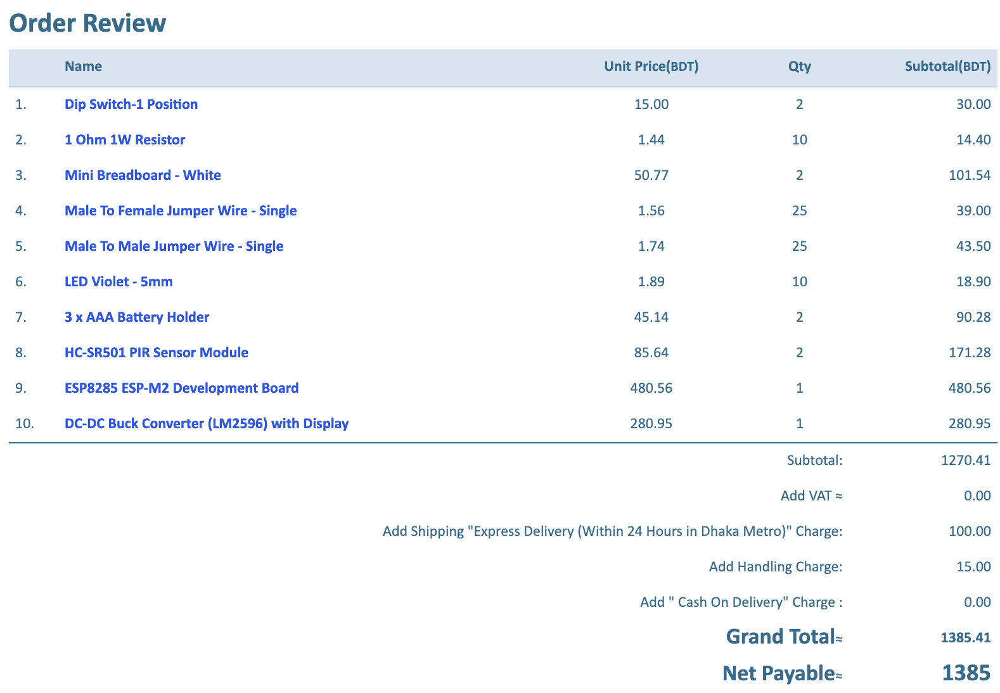 Order Review
Name Unit Price(BDT) Qty Subtotal(BDT)
1. Dip Switch-1 Position 15.00 2 30.00
2. 1 Ohm 1W Resistor 1.44 10 14.40
3. Mini Breadboard - White 50.77 2 101.54
4. Male To Female Jumper Wire - Single 1.56 25 39.00
5. Male To Male Jumper Wire - Single 1.74 25 43.50
6. LED Violet - 5mm 1.89 10 18.90
7. 3 x AAA Battery Holder 45.14 2 90.28
8. HC-SR501 PIR Sensor Module 85.64 2 171.28
9. ESP8285 ESP-M2 Development Board 480.56 1 480.56
10. DC-DC Buck Converter (LM2596) with Display 280.95 1 280.95
Subtotal: 1270.41
Add VAT ≈ 0.00
Add Shipping "Express Delivery (Within 24 Hours in Dhaka Metro)" Charge: 100.00
Add Handling Charge: 15.00
Add " Cash On Delivery" Charge : 0.00
Grand Total≈ 1385.41
Net Payable≈ 1385